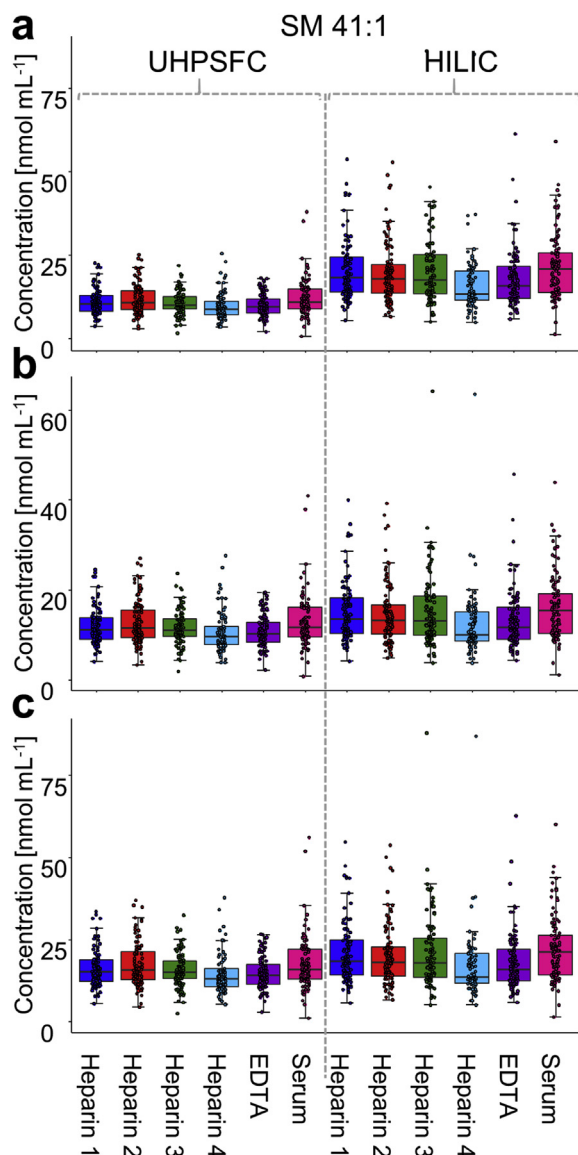 a
SM 41:1
UHPSFC
HILIC
Concentration [nmol mL-1]
75
50
25
0
b
Concentration [nmol mL-1]
60
40
20
0
c
Concentration [nmol mL-1]
75
50
25
0
Heparin 1
Heparin 2
Heparin 3
Heparin 4
EDTA
Serum
Heparin 1
Heparin 2
Heparin 3
Heparin 4
EDTA
Serum